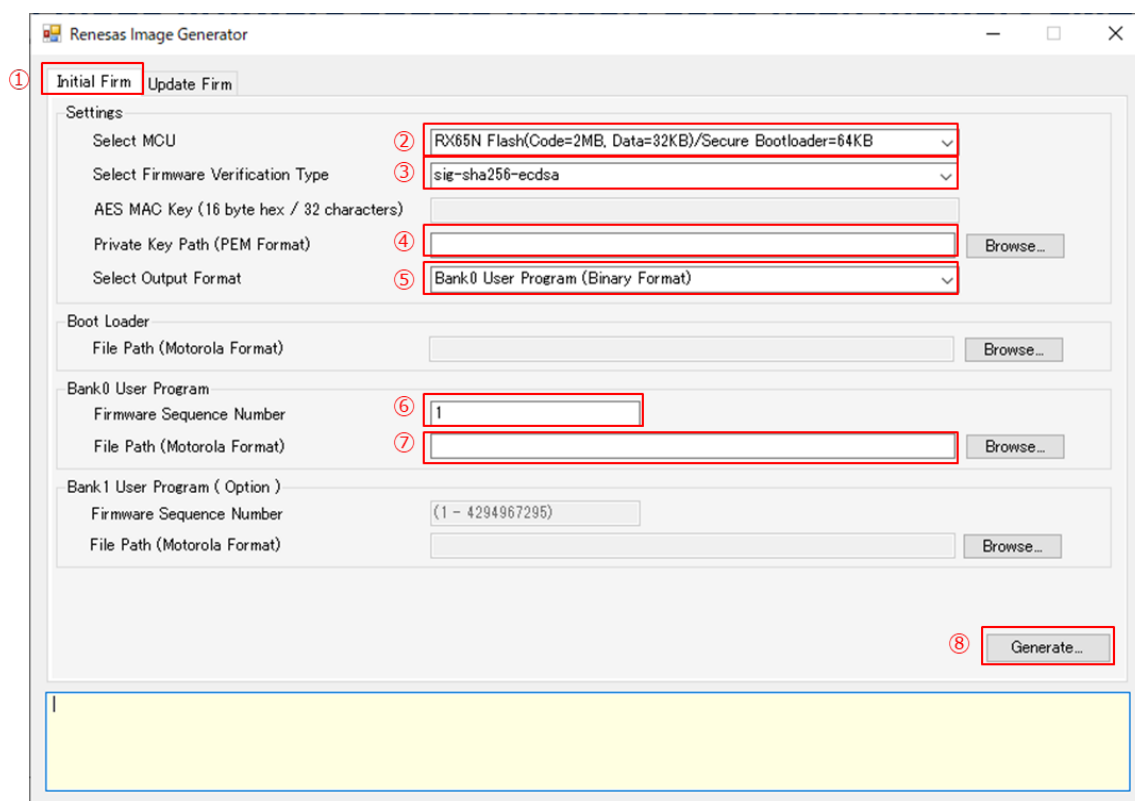 Renesas Image Generator
① Initial Firm Update Firm
Settings
Select MCU ② RX65N Flash(Code=2MB, Data=32KB)/Secure Bootloader=64KB
Select Firmware Verification Type ③ sig-sha256-ecdsa
AES MAC Key (16 byte hex / 32 characters)
Private Key Path (PEM Format) ④ Browse...
Select Output Format ⑤ Bank0 User Program (Binary Format)
Boot Loader
File Path (Motorola Format) Browse...
Bank0 User Program
Firmware Sequence Number ⑥ 1
File Path (Motorola Format) ⑦ Browse...
Bank1 User Program ( Option )
Firmware Sequence Number (1 - 4294967295)
File Path (Motorola Format) Browse...
⑧ Generate...